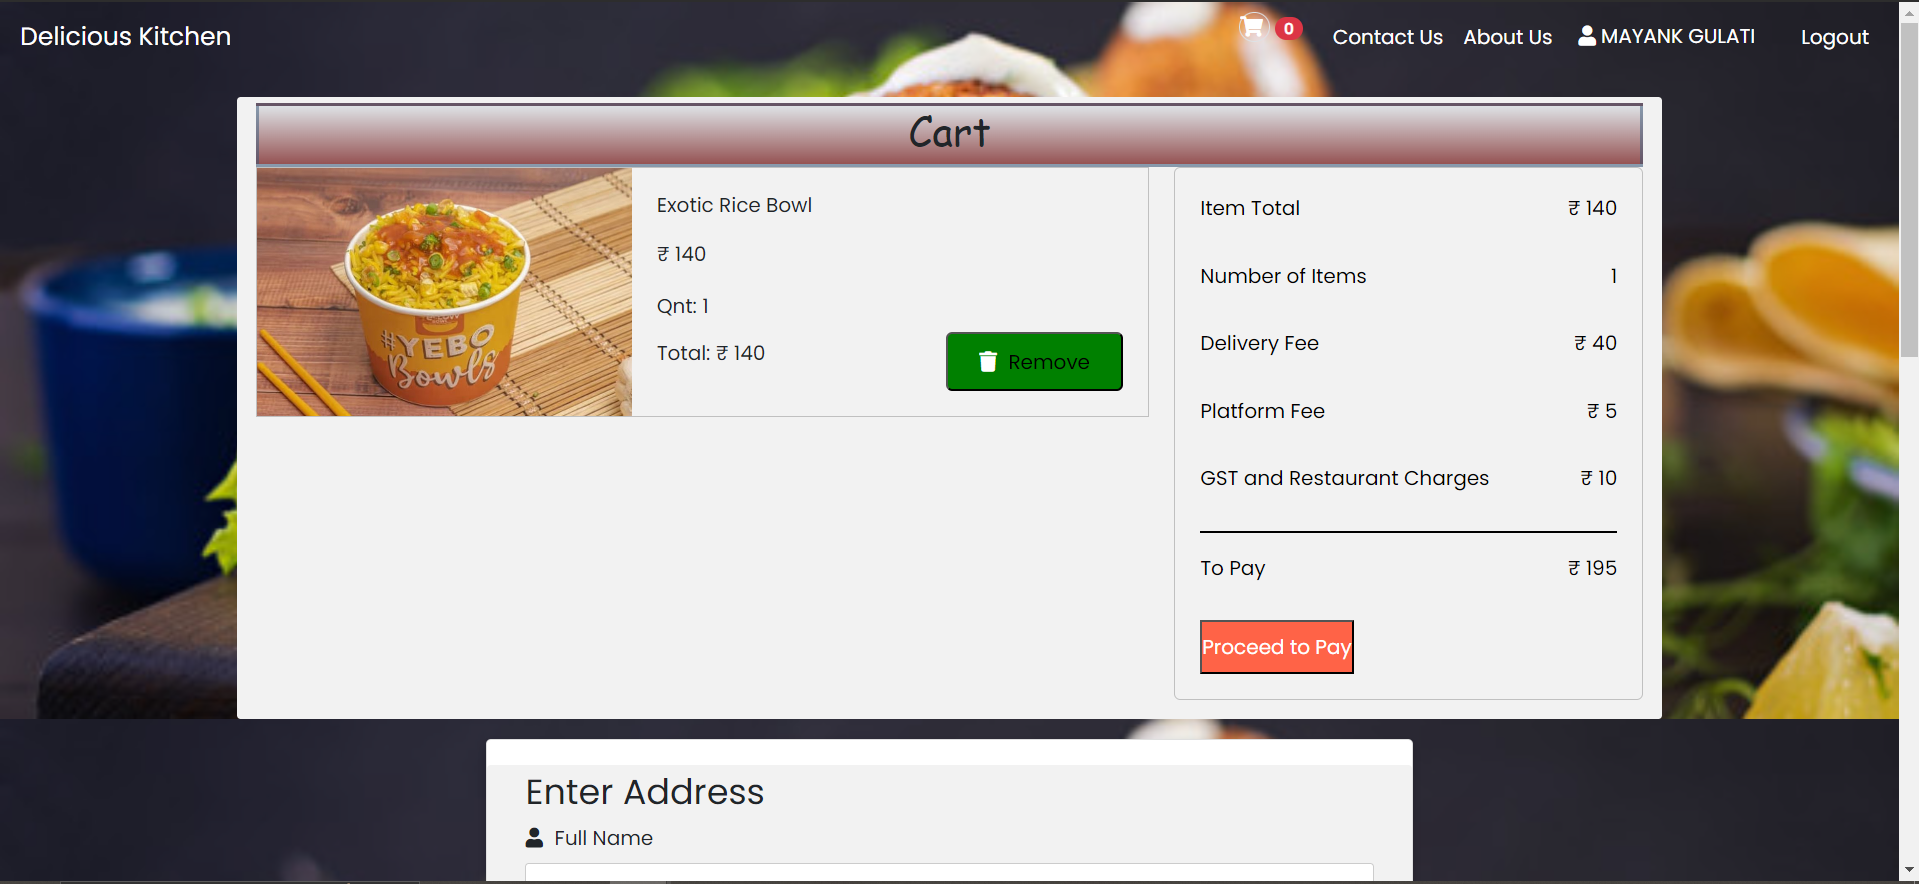 Delicious Kitchen
0
Contact Us
About Us
MAYANK GULATI
Logout
Cart
#YEBO
Bowls
Exotic Rice Bowl
₹ 140
Qnt: 1
Total: ₹ 140
Remove
Item Total ₹ 140
Number of Items 1
Delivery Fee ₹ 40
Platform Fee ₹ 5
GST and Restaurant Charges ₹ 10
To Pay ₹ 195
Proceed to Pay
Enter Address
Full Name